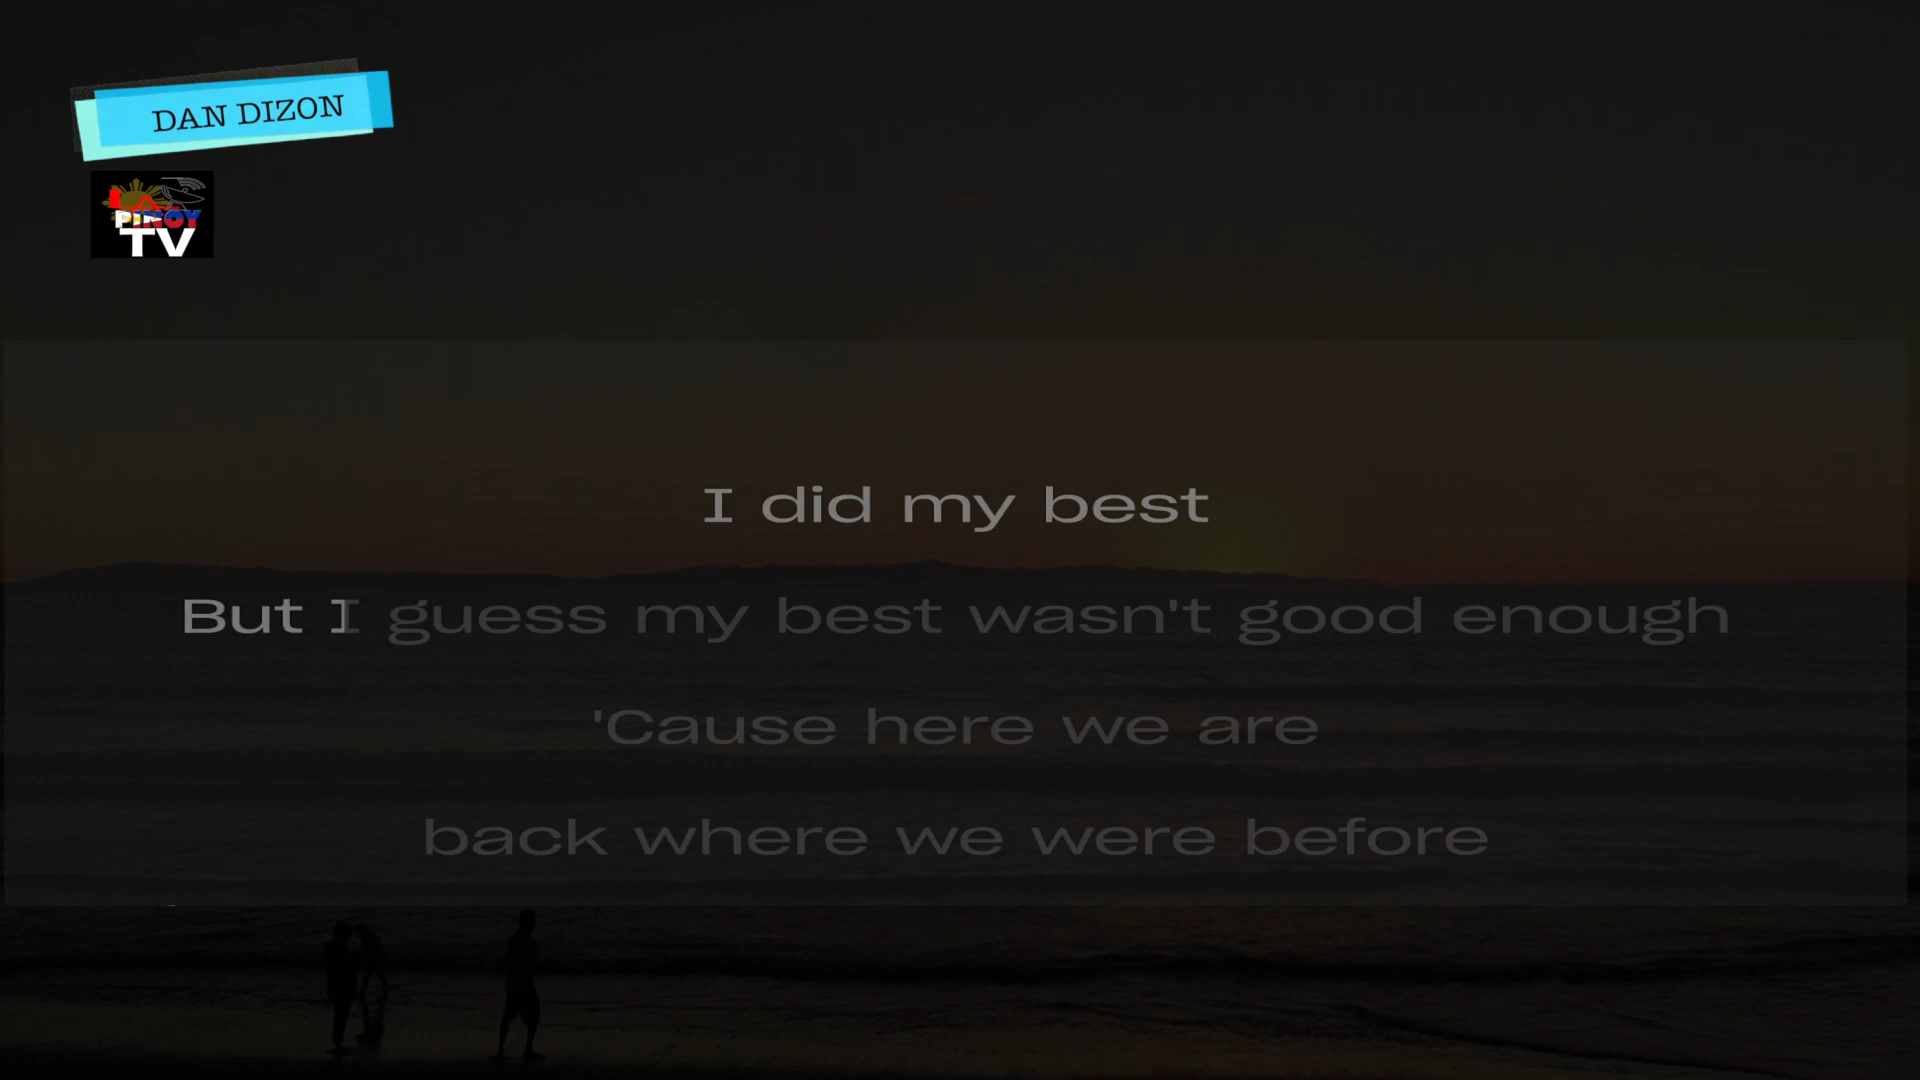 DAN DIZON
PINOY
TV
I did my best
But I guess my best wasn't good enough
'Cause here we are
back where we were before